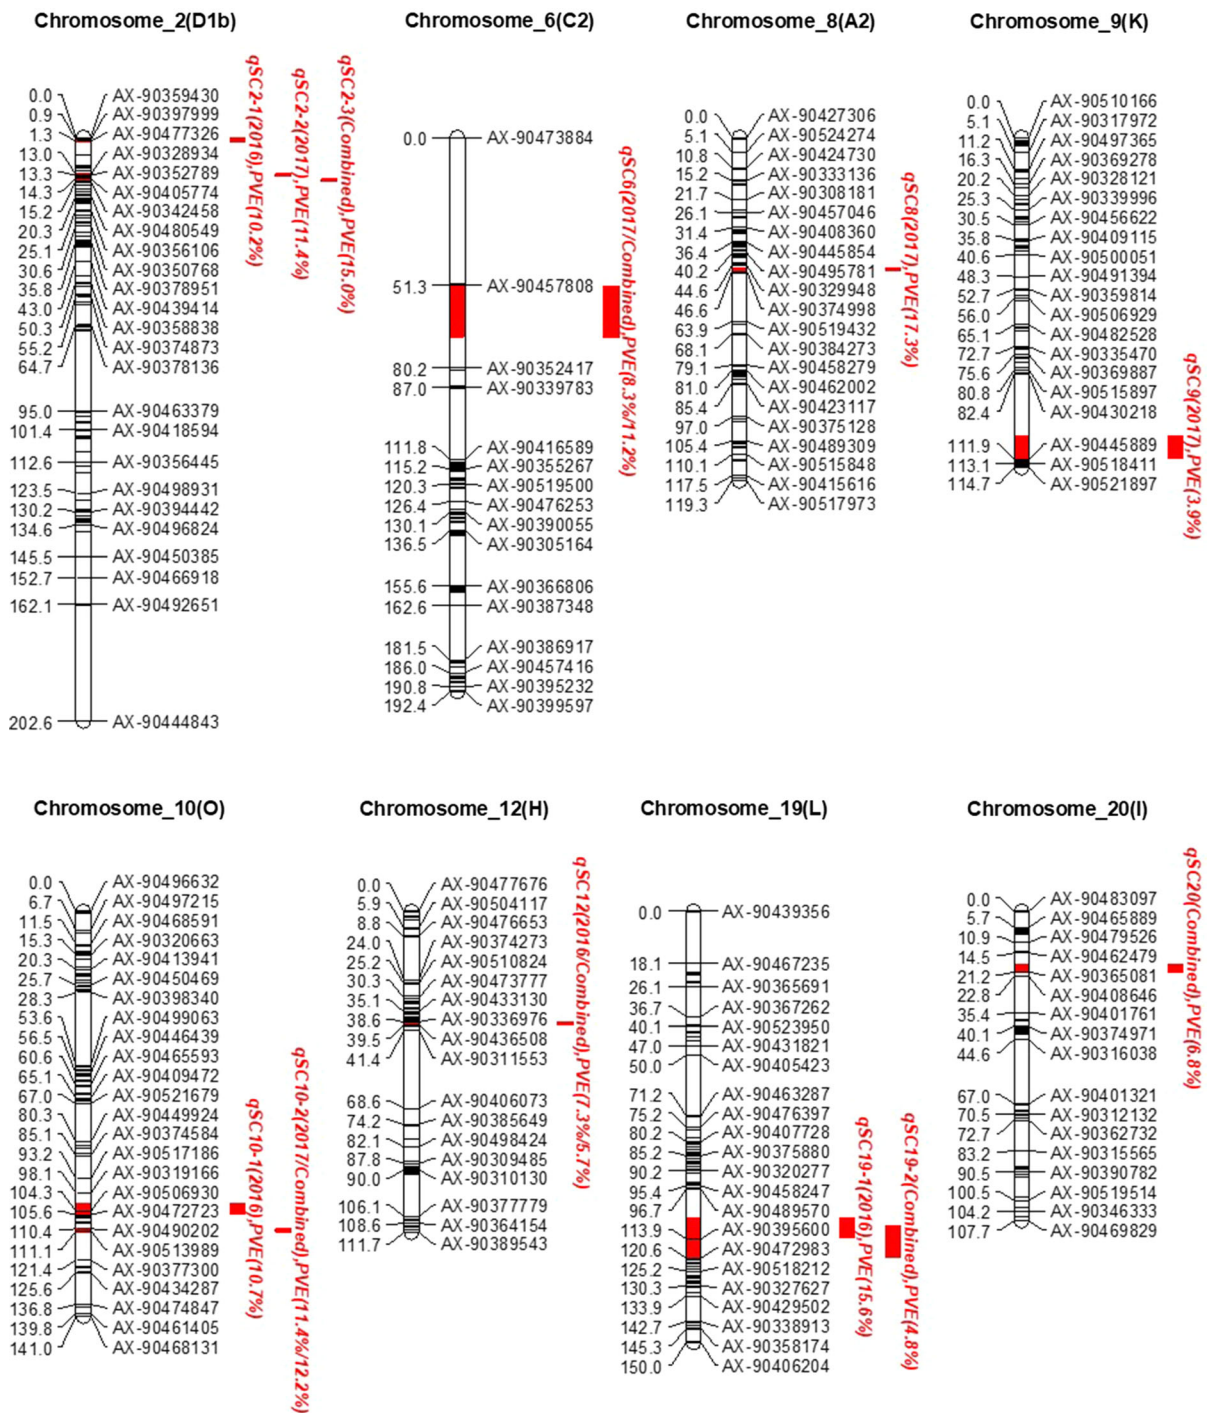 Chromosome_2(D1b)
0.0 AX-90359430
0.9 AX-90397999
1.3 AX-90477326
13.0 AX-90328934
13.3 AX-90352789
14.3 AX-90405774
15.2 AX-90342458
20.3 AX-90480549
25.1 AX-90356106
30.6 AX-90350768
35.8 AX-90378951
43.0 AX-90439414
50.3 AX-90358838
55.2 AX-90374873
64.7 AX-90378136
95.0 AX-90463379
101.4 AX-90418594
112.6 AX-90356445
123.5 AX-90498931
130.2 AX-90394442
134.6 AX-90496824
145.5 AX-90450385
152.7 AX-90466918
162.1 AX-90492651
202.6 AX-90444843
qSC2-1(2016),PVE(10.2%)
qSC2-2(2017),PVE(11.4%)
qSC2-3(Combined),PVE(15.0%)
Chromosome_6(C2)
0.0 AX-90473884
51.3 AX-90457808
80.2 AX-90352417
87.0 AX-90339783
111.8 AX-90416589
115.2 AX-90355267
120.3 AX-90519500
126.4 AX-90476253
130.1 AX-90390055
136.5 AX-90305164
155.6 AX-90366806
162.6 AX-90387348
181.5 AX-90386917
186.0 AX-90457416
190.8 AX-90395232
192.4 AX-90399597
qSC6(2017/Combined),PVE(8.3%/11.2%)
Chromosome_8(A2)
0.0 AX-90427306
5.1 AX-90524274
10.8 AX-90424730
15.2 AX-90333136
21.7 AX-90308181
26.1 AX-90457046
31.4 AX-90408360
36.4 AX-90445854
40.2 AX-90495781
44.6 AX-90329948
46.6 AX-90374998
63.9 AX-90519432
68.1 AX-90384273
79.1 AX-90458279
81.0 AX-90462002
85.4 AX-90423117
97.0 AX-90375128
105.4 AX-90489309
110.1 AX-90515848
117.5 AX-90415616
119.3 AX-90517973
qSC8(2017),PVE(17.3%)
Chromosome_9(K)
0.0 AX-90510166
5.1 AX-90317972
11.2 AX-90497365
16.3 AX-90369278
20.2 AX-90328121
25.3 AX-90339996
30.5 AX-90456622
35.8 AX-90409115
40.6 AX-90500051
48.3 AX-90491394
52.7 AX-90359814
56.0 AX-90506929
65.1 AX-90482528
72.7 AX-90335470
75.6 AX-90369887
80.8 AX-90515897
82.4 AX-90430218
111.9 AX-90445889
113.1 AX-90518411
114.7 AX-90521897
qSC9(2017),PVE(3.9%)
Chromosome_10(O)
0.0 AX-90496632
6.7 AX-90497215
11.5 AX-90468591
15.3 AX-90320663
20.3 AX-90413941
25.7 AX-90450469
28.3 AX-90398340
53.6 AX-90499063
56.5 AX-90446439
60.6 AX-90465593
65.1 AX-90409472
67.0 AX-90521679
80.3 AX-90449924
85.1 AX-90374584
93.2 AX-90517186
98.1 AX-90319166
104.3 AX-90506930
105.6 AX-90472723
110.4 AX-90490202
111.1 AX-90513989
121.4 AX-90377300
125.6 AX-90434287
136.8 AX-90474847
139.8 AX-90461405
141.0 AX-90468131
qSC10-1(2016),PVE(10.7%)
qSC10-2(2017/Combined),PVE(11.4%/12.2%)
Chromosome_12(H)
0.0 AX-90477676
5.9 AX-90504117
8.8 AX-90476653
24.0 AX-90374273
25.2 AX-90510824
30.3 AX-90473777
35.1 AX-90433130
38.6 AX-90336976
39.5 AX-90436508
41.4 AX-90311553
68.6 AX-90406073
74.2 AX-90385649
82.1 AX-90498424
87.8 AX-90309485
90.0 AX-90310130
106.1 AX-90377779
108.6 AX-90364154
111.7 AX-90389543
qSC12(2016/Combined),PVE(7.3%/5.7%)
Chromosome_19(L)
0.0 AX-90439356
18.1 AX-90467235
26.1 AX-90365691
36.7 AX-90367262
40.1 AX-90523950
47.0 AX-90431821
50.0 AX-90405423
71.2 AX-90463287
75.2 AX-90476397
80.2 AX-90407728
85.2 AX-90375880
90.2 AX-90320277
95.4 AX-90458247
96.7 AX-90489570
113.9 AX-90395600
120.6 AX-90472983
125.2 AX-90518212
130.3 AX-90327627
133.9 AX-90429502
142.7 AX-90338913
145.3 AX-90358174
150.0 AX-90406204
qSC19-1(2016),PVE(15.6%)
qSC19-2(Combined),PVE(4.8%)
Chromosome_20(I)
0.0 AX-90483097
5.7 AX-90465889
10.9 AX-90479526
14.5 AX-90462479
21.2 AX-90365081
22.8 AX-90408646
35.4 AX-90401761
40.1 AX-90374971
44.6 AX-90316038
67.0 AX-90401321
70.5 AX-90312132
72.7 AX-90362732
83.2 AX-90315565
90.5 AX-90390782
100.5 AX-90519514
104.2 AX-90346333
107.7 AX-90469829
qSC20(Combined),PVE(6.8%)